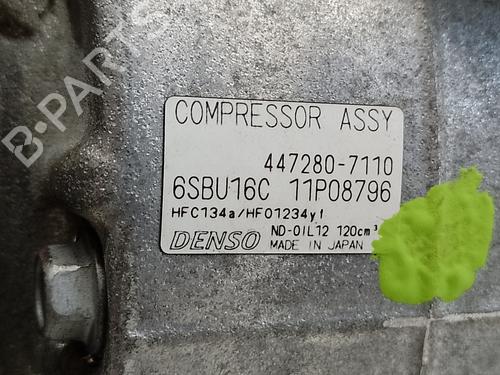 B-PARTS
COMPRESSOR ASSY
447280-7110
6SBU16C 11P08796
HFC134a/HFO1234yf
DENSO ND-OIL12 120cm³
MADE IN JAPAN